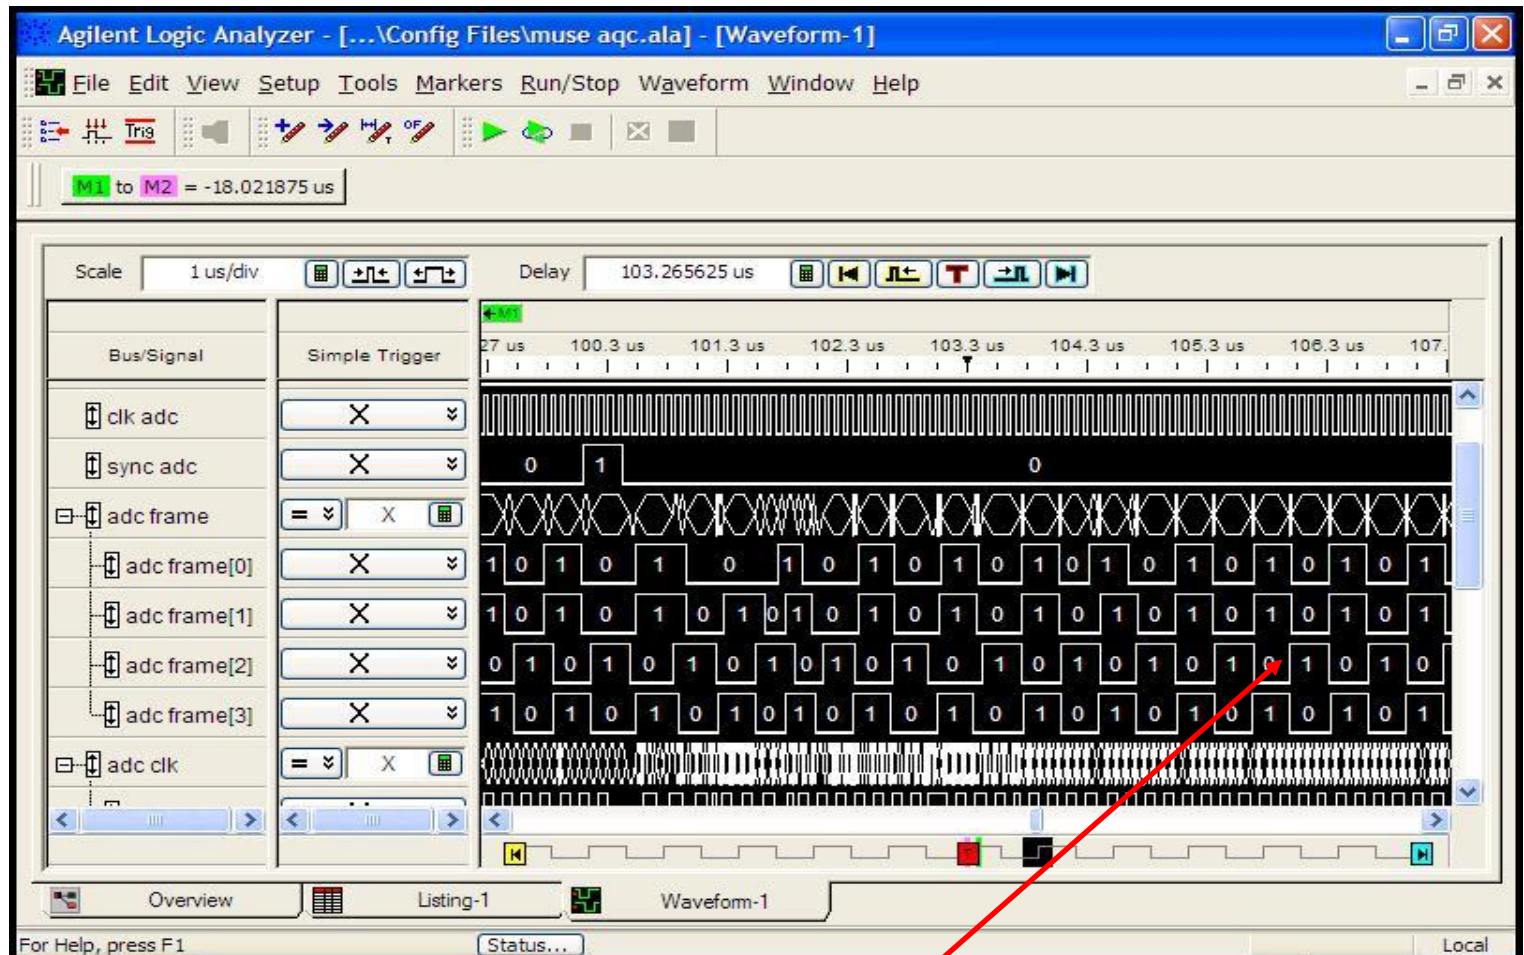 Agilent Logic Analyzer - [...\Config Files\muse aqc.ala] - [Waveform-1]
File Edit View Setup Tools Markers Run/Stop Waveform Window Help
Trig
M1 to M2 = -18.021875 us
Scale 1 us/div Delay 103.265625 us T
M1
Bus/Signal Simple Trigger 27 us 100.3 us 101.3 us 102.3 us 103.3 us 104.3 us 105.3 us 106.3 us 107.
clk adc X
sync adc X 0 1 0
adc frame = X
adc frame[0] X 1 0 1 0 1 0 1 0 1 0 1 0 1 0 1 0 1 0 1 0 1 0 1
adc frame[1] X 1 0 1 0 1 0 1 0 1 0 1 0 1 0 1 0 1 0 1 0 1 0 1 0 1
adc frame[2] X 0 1 0 1 0 1 0 1 0 1 0 1 0 1 0 1 0 1 0 1 0 1 0 1 0
adc frame[3] X 1 0 1 0 1 0 1 0 1 0 1 0 1 0 1 0 1 0 1 0 1 0 1 0 1
adc clk = X
T
Overview Listing-1 Waveform-1
For Help, press F1 Status... Local